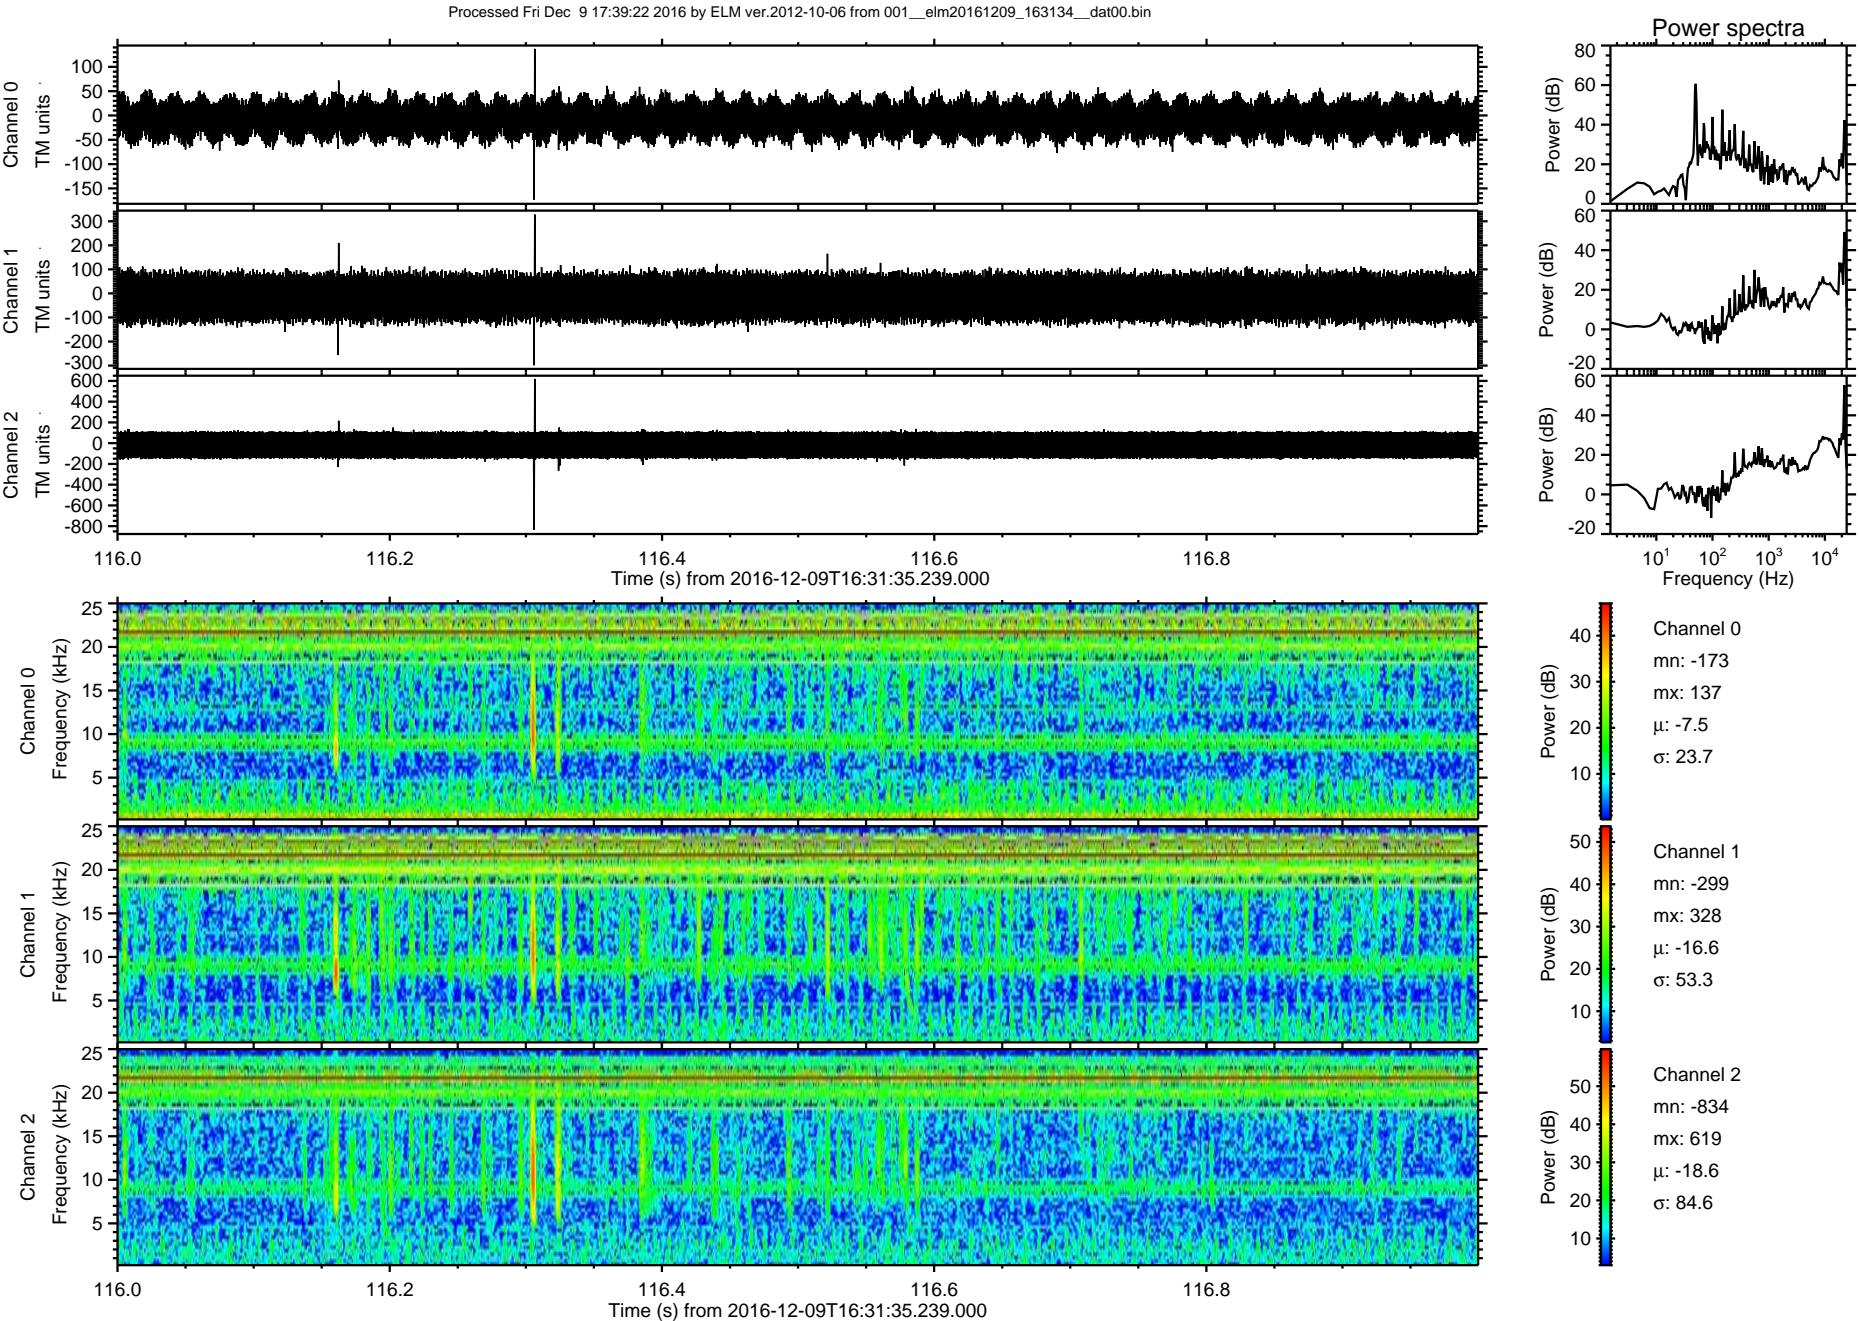 Processed Fri Dec  9 17:39:22 2016 by ELM ver.2012-10-06 from 001__elm20161209_163134__dat00.bin
Power spectra
Channel 0
TM units
100
50
0
-50
-100
-150
Power (dB)
80
60
40
20
0
Channel 1
TM units
300
200
100
0
-100
-200
-300
Power (dB)
60
40
20
0
-20
Channel 2
TM units
600
400
200
0
-200
-400
-600
-800
Power (dB)
60
40
20
0
-20
116.0 116.2 116.4 116.6 116.8
Time (s) from 2016-12-09T16:31:35.239.000
10¹ 10² 10³ 10⁴
Frequency (Hz)
Channel 0
Frequency (kHz)
25
20
15
10
5
Power (dB)
40
30
20
10
Channel 0
mn: -173
mx: 137
μ: -7.5
σ: 23.7
Channel 1
Frequency (kHz)
25
20
15
10
5
Power (dB)
50
40
30
20
10
Channel 1
mn: -299
mx: 328
μ: -16.6
σ: 53.3
Channel 2
Frequency (kHz)
25
20
15
10
5
Power (dB)
50
40
30
20
10
Channel 2
mn: -834
mx: 619
μ: -18.6
σ: 84.6
116.0 116.2 116.4 116.6 116.8
Time (s) from 2016-12-09T16:31:35.239.000